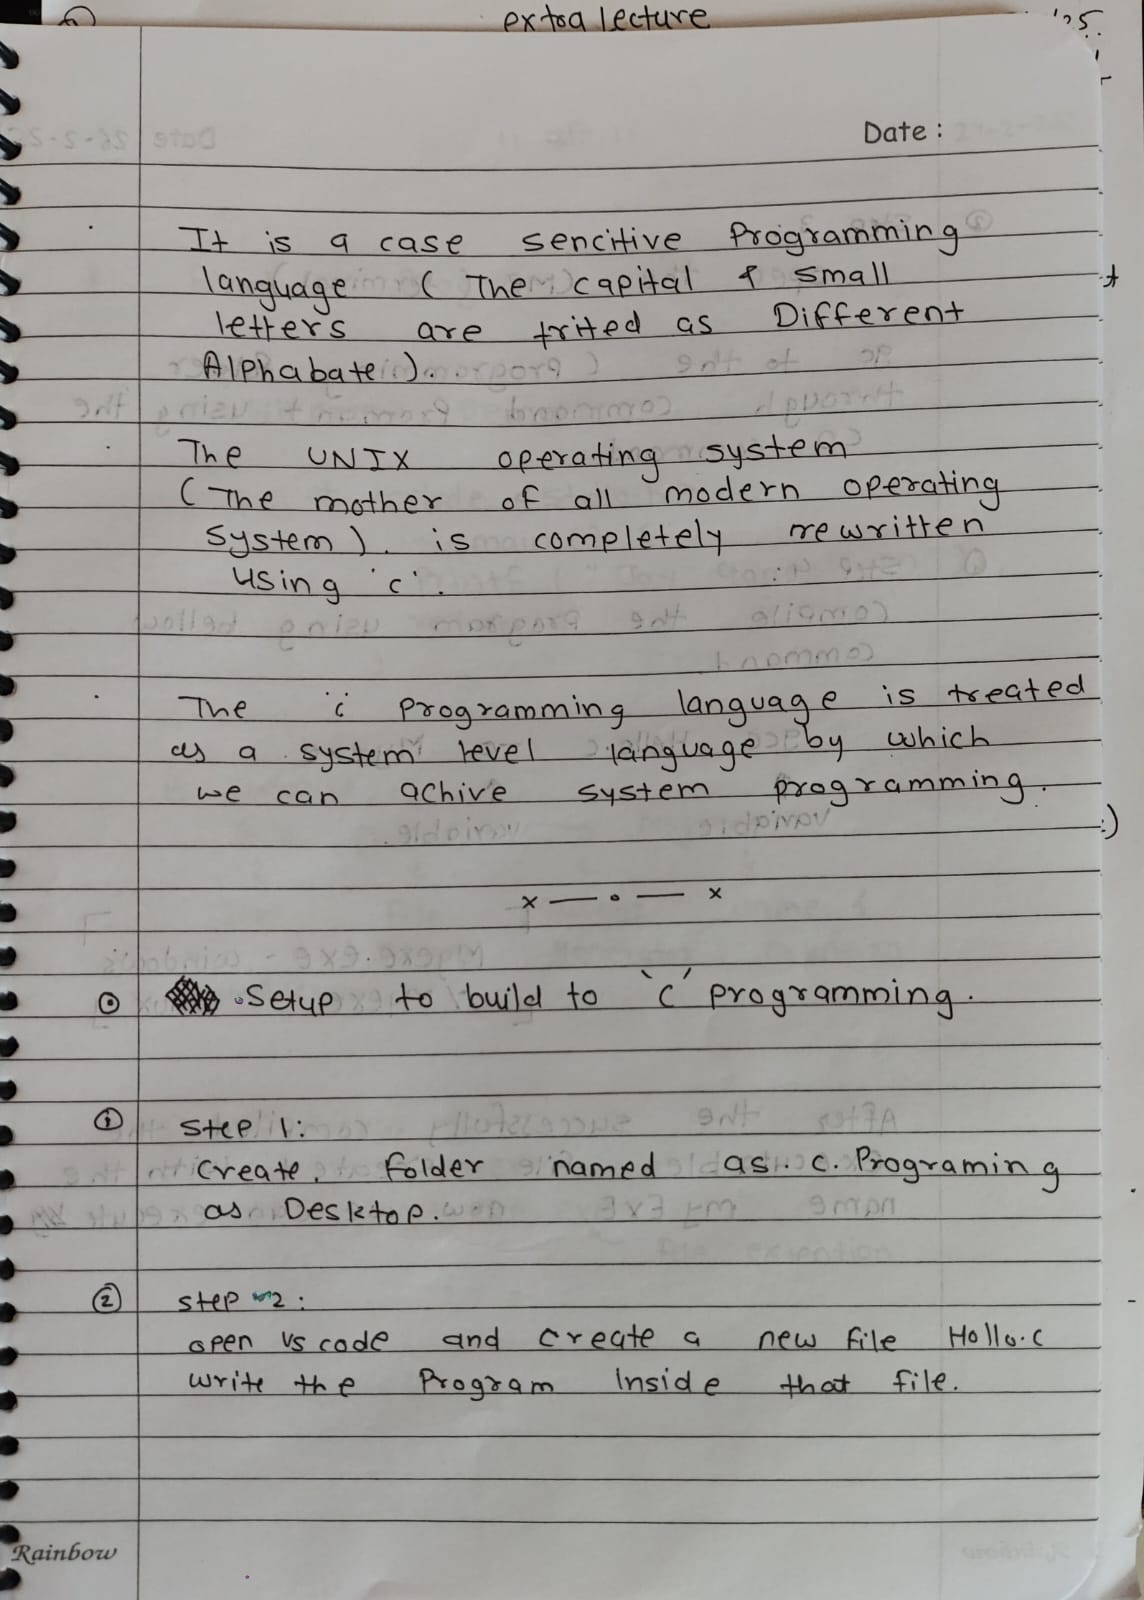 extra lecture
Date :
It is a case sencitive Programming
language ( The capital & small
letters are trited as Different
Alphabate ).
The UNIX operating system
( The mother of all modern operating
System ). is completely rewritten
using 'c'.
The 'c' programming language is treated
as a system level language by which
we can achive system programming.
x — o — x
Setup to build to 'c' programming.
① step 1:
create folder named as . c. Programing
as Desktop.
② step 2 :
open vs code and create a new file Hollo.c
write the Program Inside that file.
Rainbow